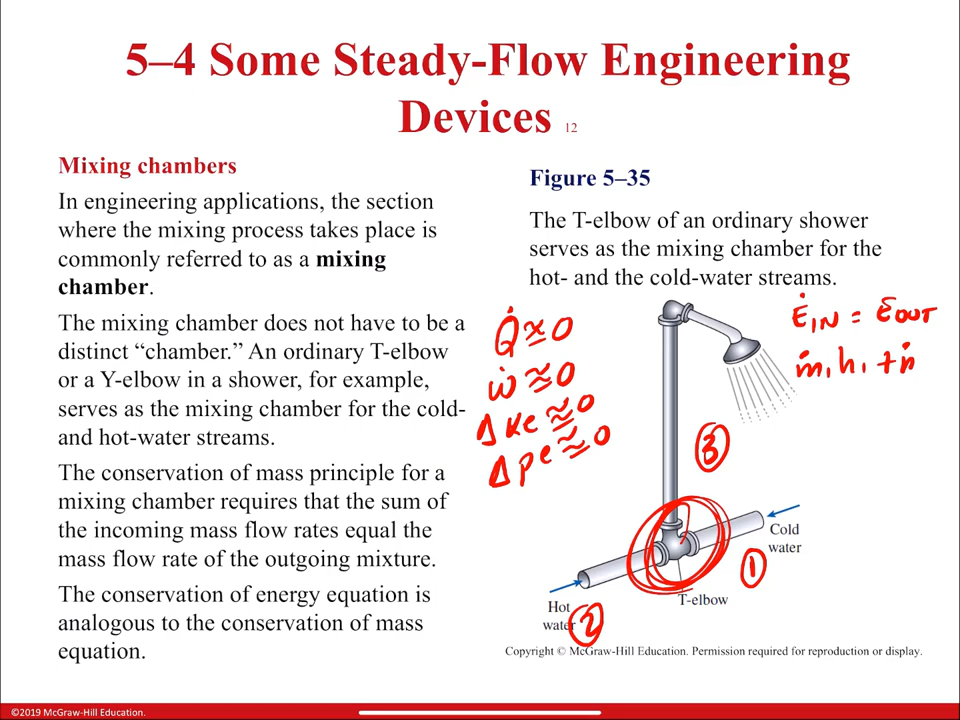 5–4 Some Steady-Flow Engineering
Devices 12
Mixing chambers
In engineering applications, the section
where the mixing process takes place is
commonly referred to as a mixing
chamber.
The mixing chamber does not have to be a
distinct “chamber.” An ordinary T-elbow
or a Y-elbow in a shower, for example,
serves as the mixing chamber for the cold-
and hot-water streams.
The conservation of mass principle for a
mixing chamber requires that the sum of
the incoming mass flow rates equal the
mass flow rate of the outgoing mixture.
The conservation of energy equation is
analogous to the conservation of mass
equation.
Figure 5–35
The T-elbow of an ordinary shower
serves as the mixing chamber for the
hot- and the cold-water streams.
Q̇ ≅ 0
ẇ ≅ 0
Δke ≅ 0
Δpe ≅ 0
Ė_IN = Ė_OUT
ṁ₁h₁ + ṁ
3
Cold
water
1
T-elbow
Hot
water
2
Copyright © McGraw-Hill Education. Permission required for reproduction or display.
©2019 McGraw-Hill Education.